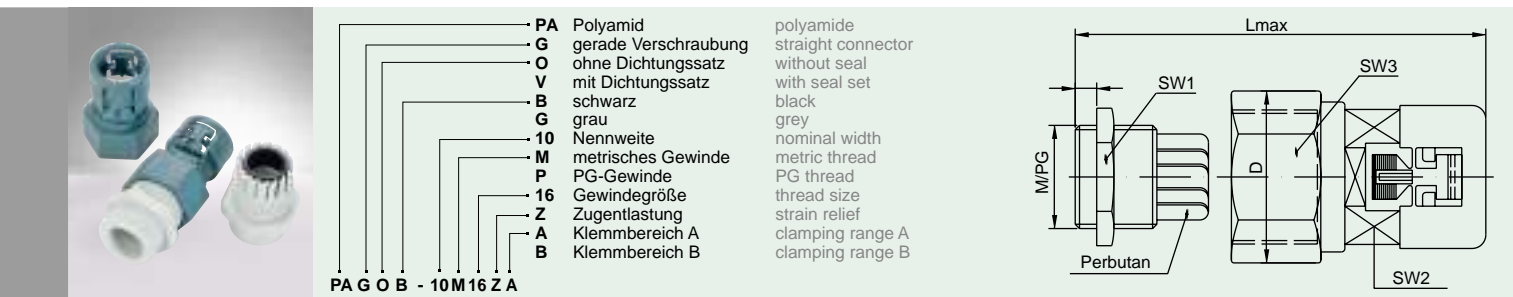 PA Polyamid polyamide
G gerade Verschraubung straight connector
O ohne Dichtungssatz without seal
V mit Dichtungssatz with seal set
B schwarz black
G grau grey
10 Nennweite nominal width
M metrisches Gewinde metric thread
P PG-Gewinde PG thread
16 Gewindegröße thread size
Z Zugentlastung strain relief
A Klemmbereich A clamping range A
B Klemmbereich B clamping range B
PA G O B - 10 M 16 Z A
Lmax
SW1
SW3
M/PG
D
Perbutan
SW2